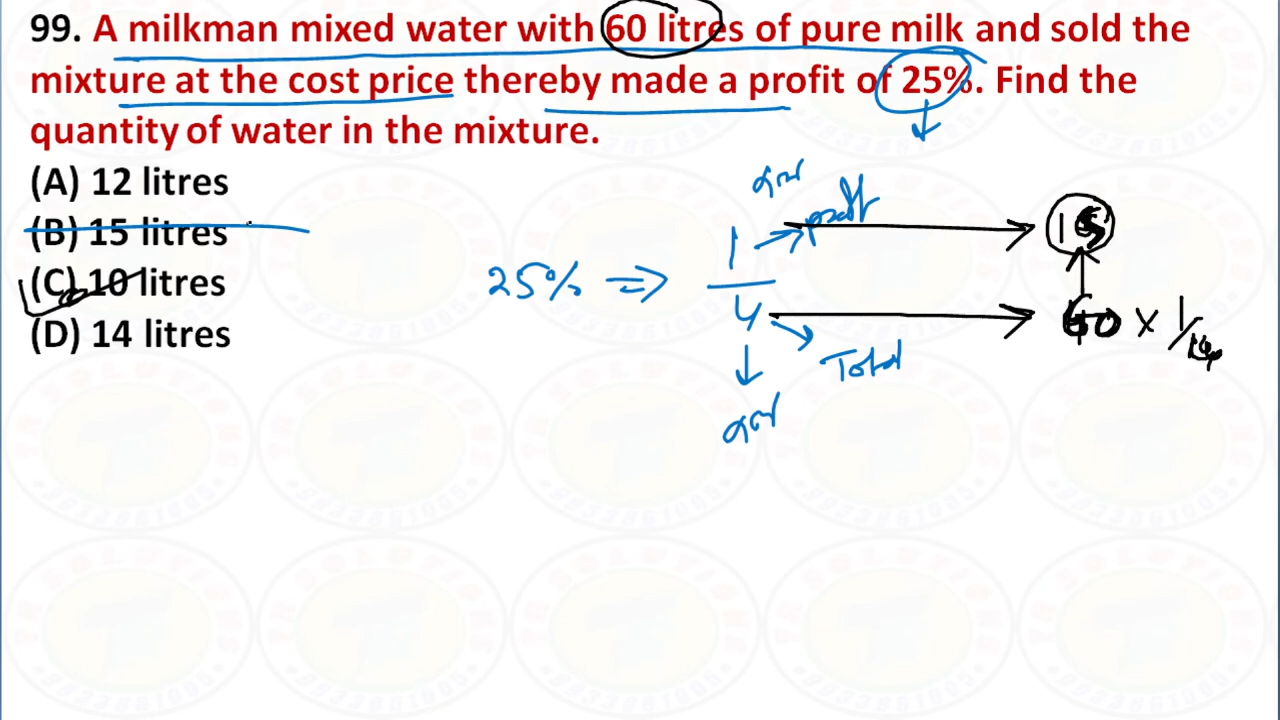 99. A milkman mixed water with 60 litres of pure milk and sold the
mixture at the cost price thereby made a profit of 25%. Find the
quantity of water in the mixture.
(A) 12 litres
(B) 15 litres
(C) 10 litres
(D) 14 litres
25% ⇒ 1/4
profit
Total
60 × 1/